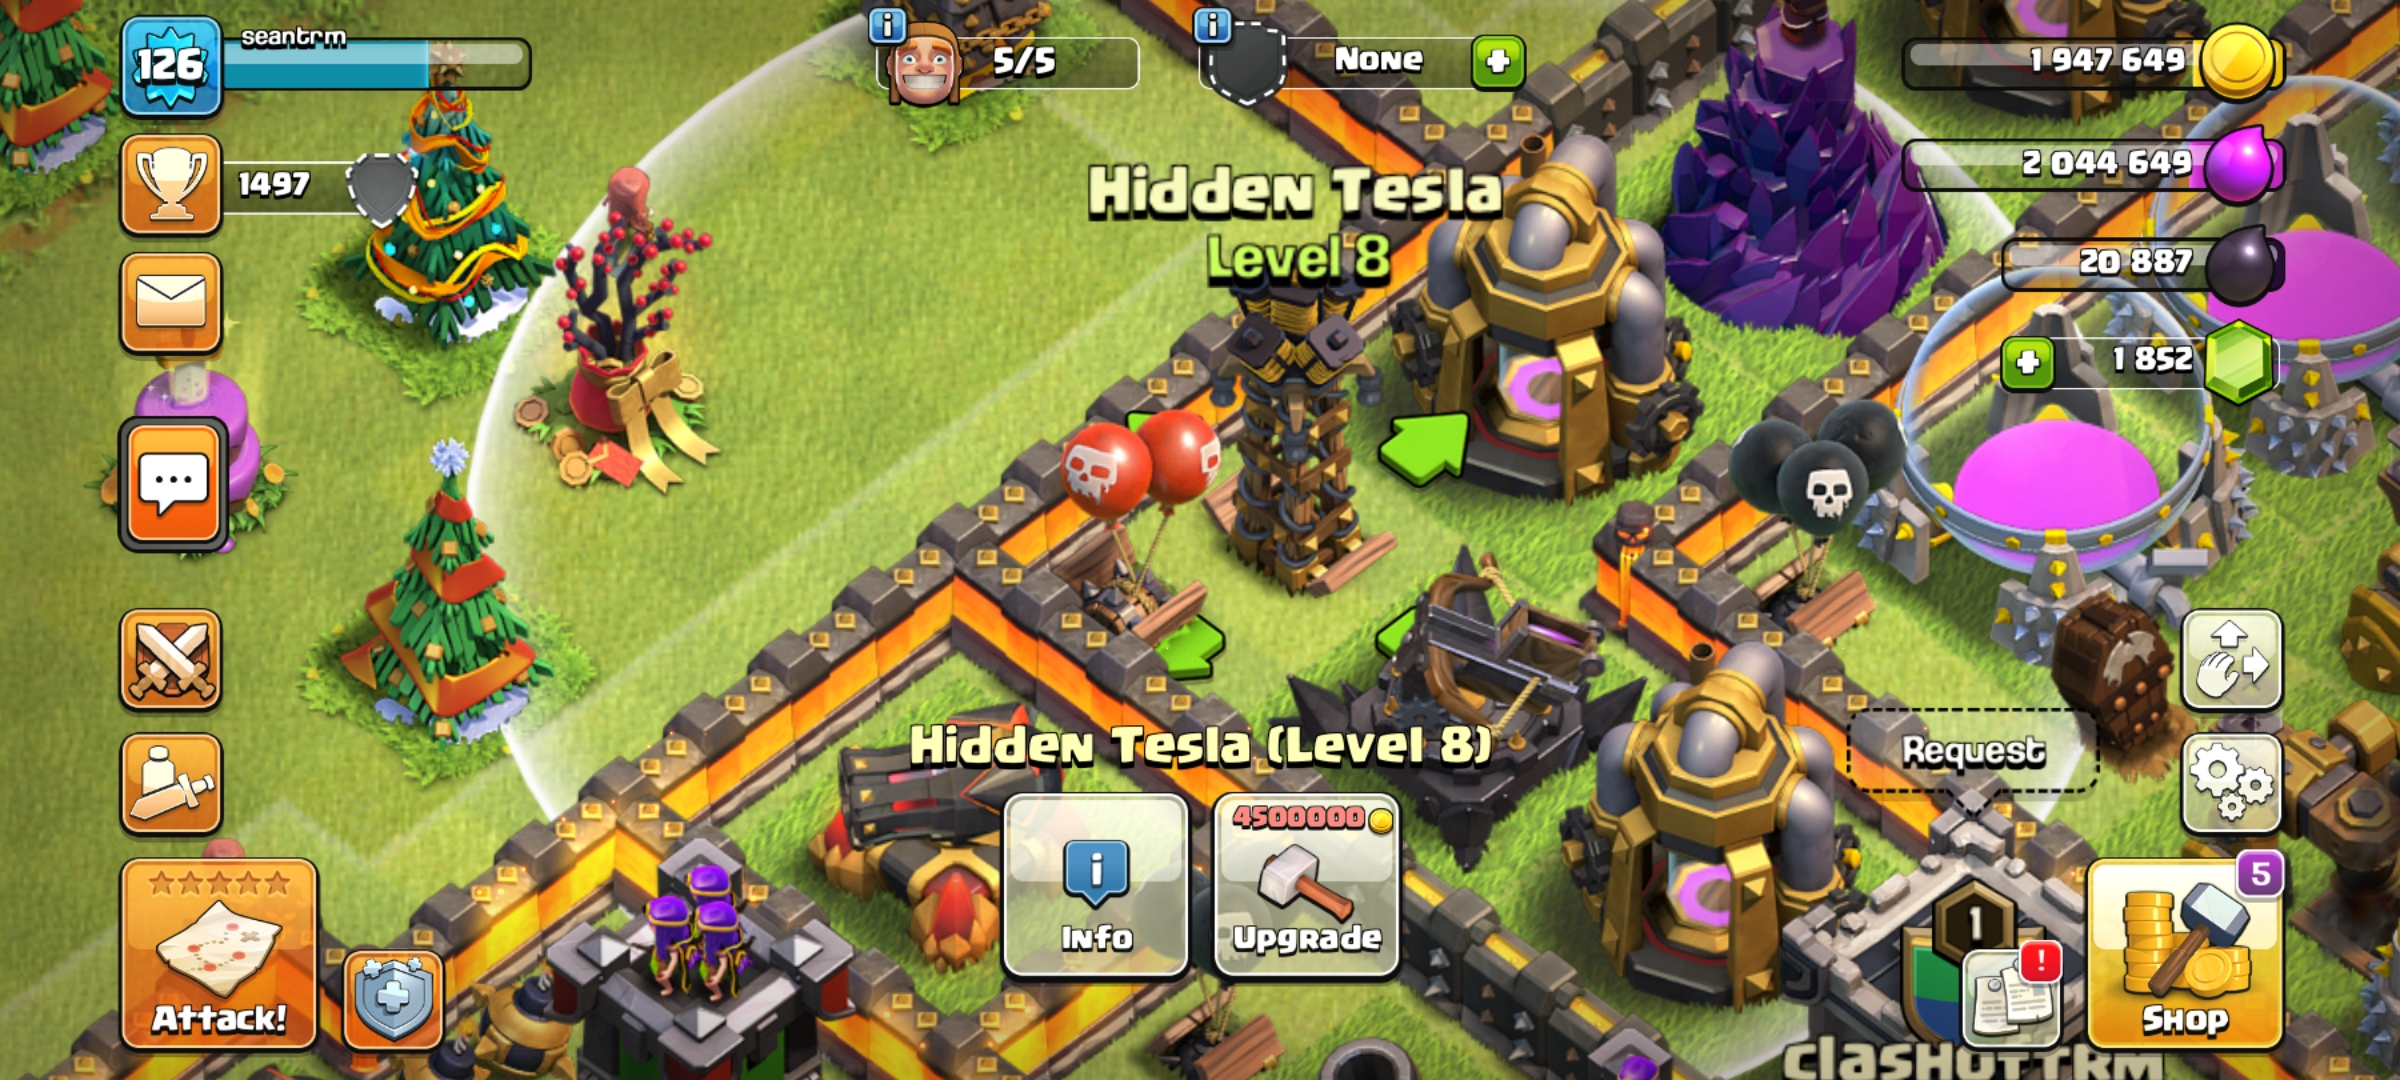 126
seantrm
5/5
None
1 947 649
1497
2 044 649
Hidden Tesla
Level 8
20 887
1 852
Hidden Tesla (Level 8)
Request
4500000
Info
Upgrade
5
1
!
Attack!
Shop
clashottrm